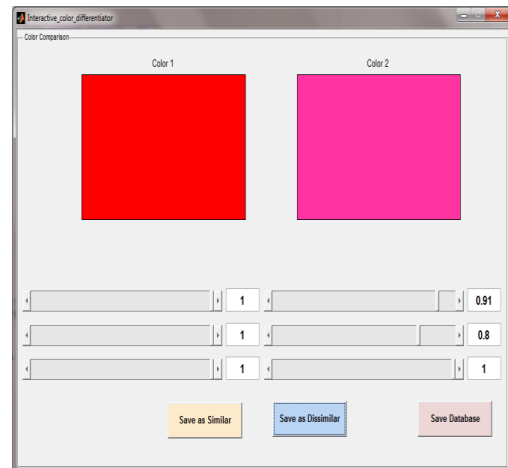 Interactive_color_differentiator
Color Comparison
Color 1
Color 2
1
0.91
1
0.8
1
1
Save as Similar
Save as Dissimilar
Save Database